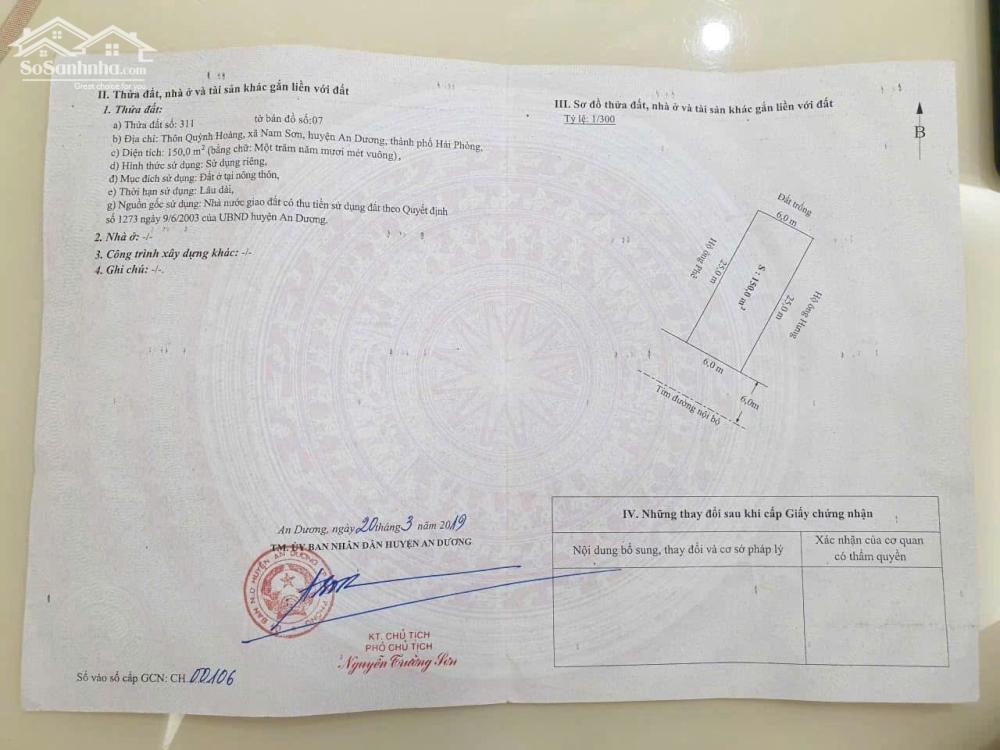 SoSanhnha.com
Great choice for you
II. Thửa đất, nhà ở và tài sản khác gắn liền với đất
1. Thửa đất:
a) Thửa đất số: 311 tờ bản đồ số:07
b) Địa chỉ: Thôn Quỳnh Hoàng, xã Nam Sơn, huyện An Dương, thành phố Hải Phòng,
c) Diện tích: 150,0 m² (bằng chữ: Một trăm năm mươi mét vuông),
d) Hình thức sử dụng: Sử dụng riêng,
đ) Mục đích sử dụng: Đất ở tại nông thôn,
e) Thời hạn sử dụng: Lâu dài,
g) Nguồn gốc sử dụng: Nhà nước giao đất có thu tiền sử dụng đất theo Quyết định
số 1273 ngày 9/6/2003 của UBND huyện An Dương.
2. Nhà ở: -/-
3. Công trình xây dựng khác: -/-
4. Ghi chú: -/-.
An Dương, ngày 20 tháng 3 năm 2019
TM. ỦY BAN NHÂN DÂN HUYỆN AN DƯƠNG
KT. CHỦ TỊCH
PHÓ CHỦ TỊCH
Nguyễn Trường Sơn
Số vào sổ cấp GCN: CH 00106
III. Sơ đồ thửa đất, nhà ở và tài sản khác gắn liền với đất
Tỷ lệ: 1/300
B
Đất trống
6,0 m
Hộ ông Phê
25,0 m
S : 150,0 m²
25,0 m
Hộ ông Hưng
6,0 m
6,0m
Tim đường nội bộ
IV. Những thay đổi sau khi cấp Giấy chứng nhận
Nội dung bổ sung, thay đổi và cơ sở pháp lý
Xác nhận của cơ quan
có thẩm quyền